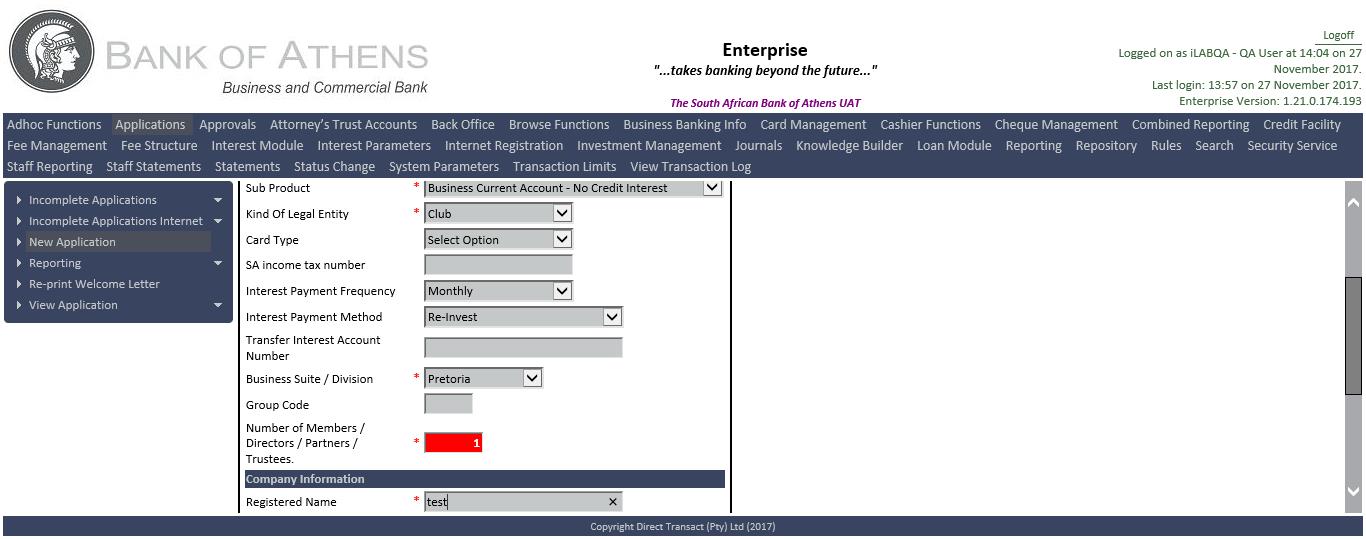 BANK OF ATHENS
Business and Commercial Bank
Enterprise
"...takes banking beyond the future..."
The South African Bank of Athens UAT
Logoff
Logged on as iLABQA - QA User at 14:04 on 27
November 2017.
Last login: 13:57 on 27 November 2017.
Enterprise Version: 1.21.0.174.193
Adhoc Functions Applications Approvals Attorney's Trust Accounts Back Office Browse Functions Business Banking Info Card Management Cashier Functions Cheque Management Combined Reporting Credit Facility
Fee Management Fee Structure Interest Module Interest Parameters Internet Registration Investment Management Journals Knowledge Builder Loan Module Reporting Repository Rules Search Security Service
Staff Reporting Staff Statements Statements Status Change System Parameters Transaction Limits View Transaction Log
Incomplete Applications
Incomplete Applications Internet
New Application
Reporting
Re-print Welcome Letter
View Application
Sub Product * Business Current Account - No Credit Interest
Kind Of Legal Entity * Club
Card Type Select Option
SA income tax number
Interest Payment Frequency Monthly
Interest Payment Method Re-Invest
Transfer Interest Account
Number
Business Suite / Division * Pretoria
Group Code
Number of Members /
Directors / Partners / * 1
Trustees.
Company Information
Registered Name * test ×
Copyright Direct Transact (Pty) Ltd (2017)